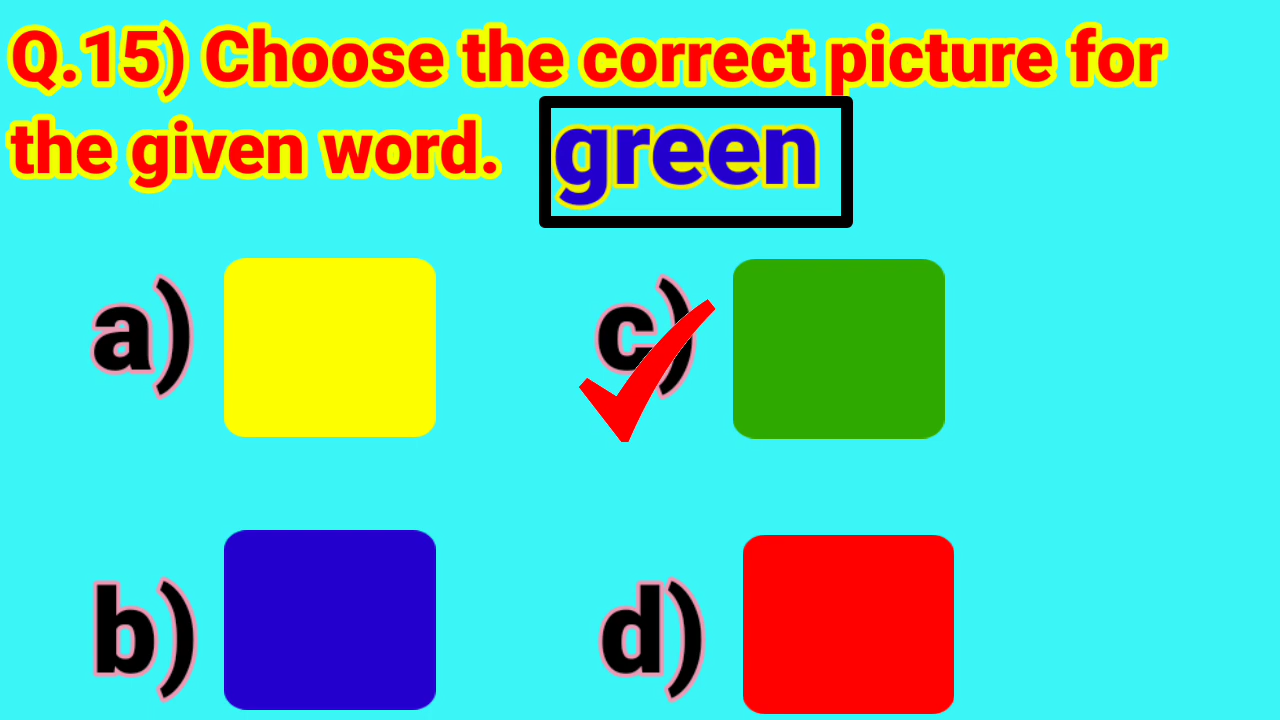 Q.15) Choose the correct picture for
the given word. green
a)
c)
b)
d)